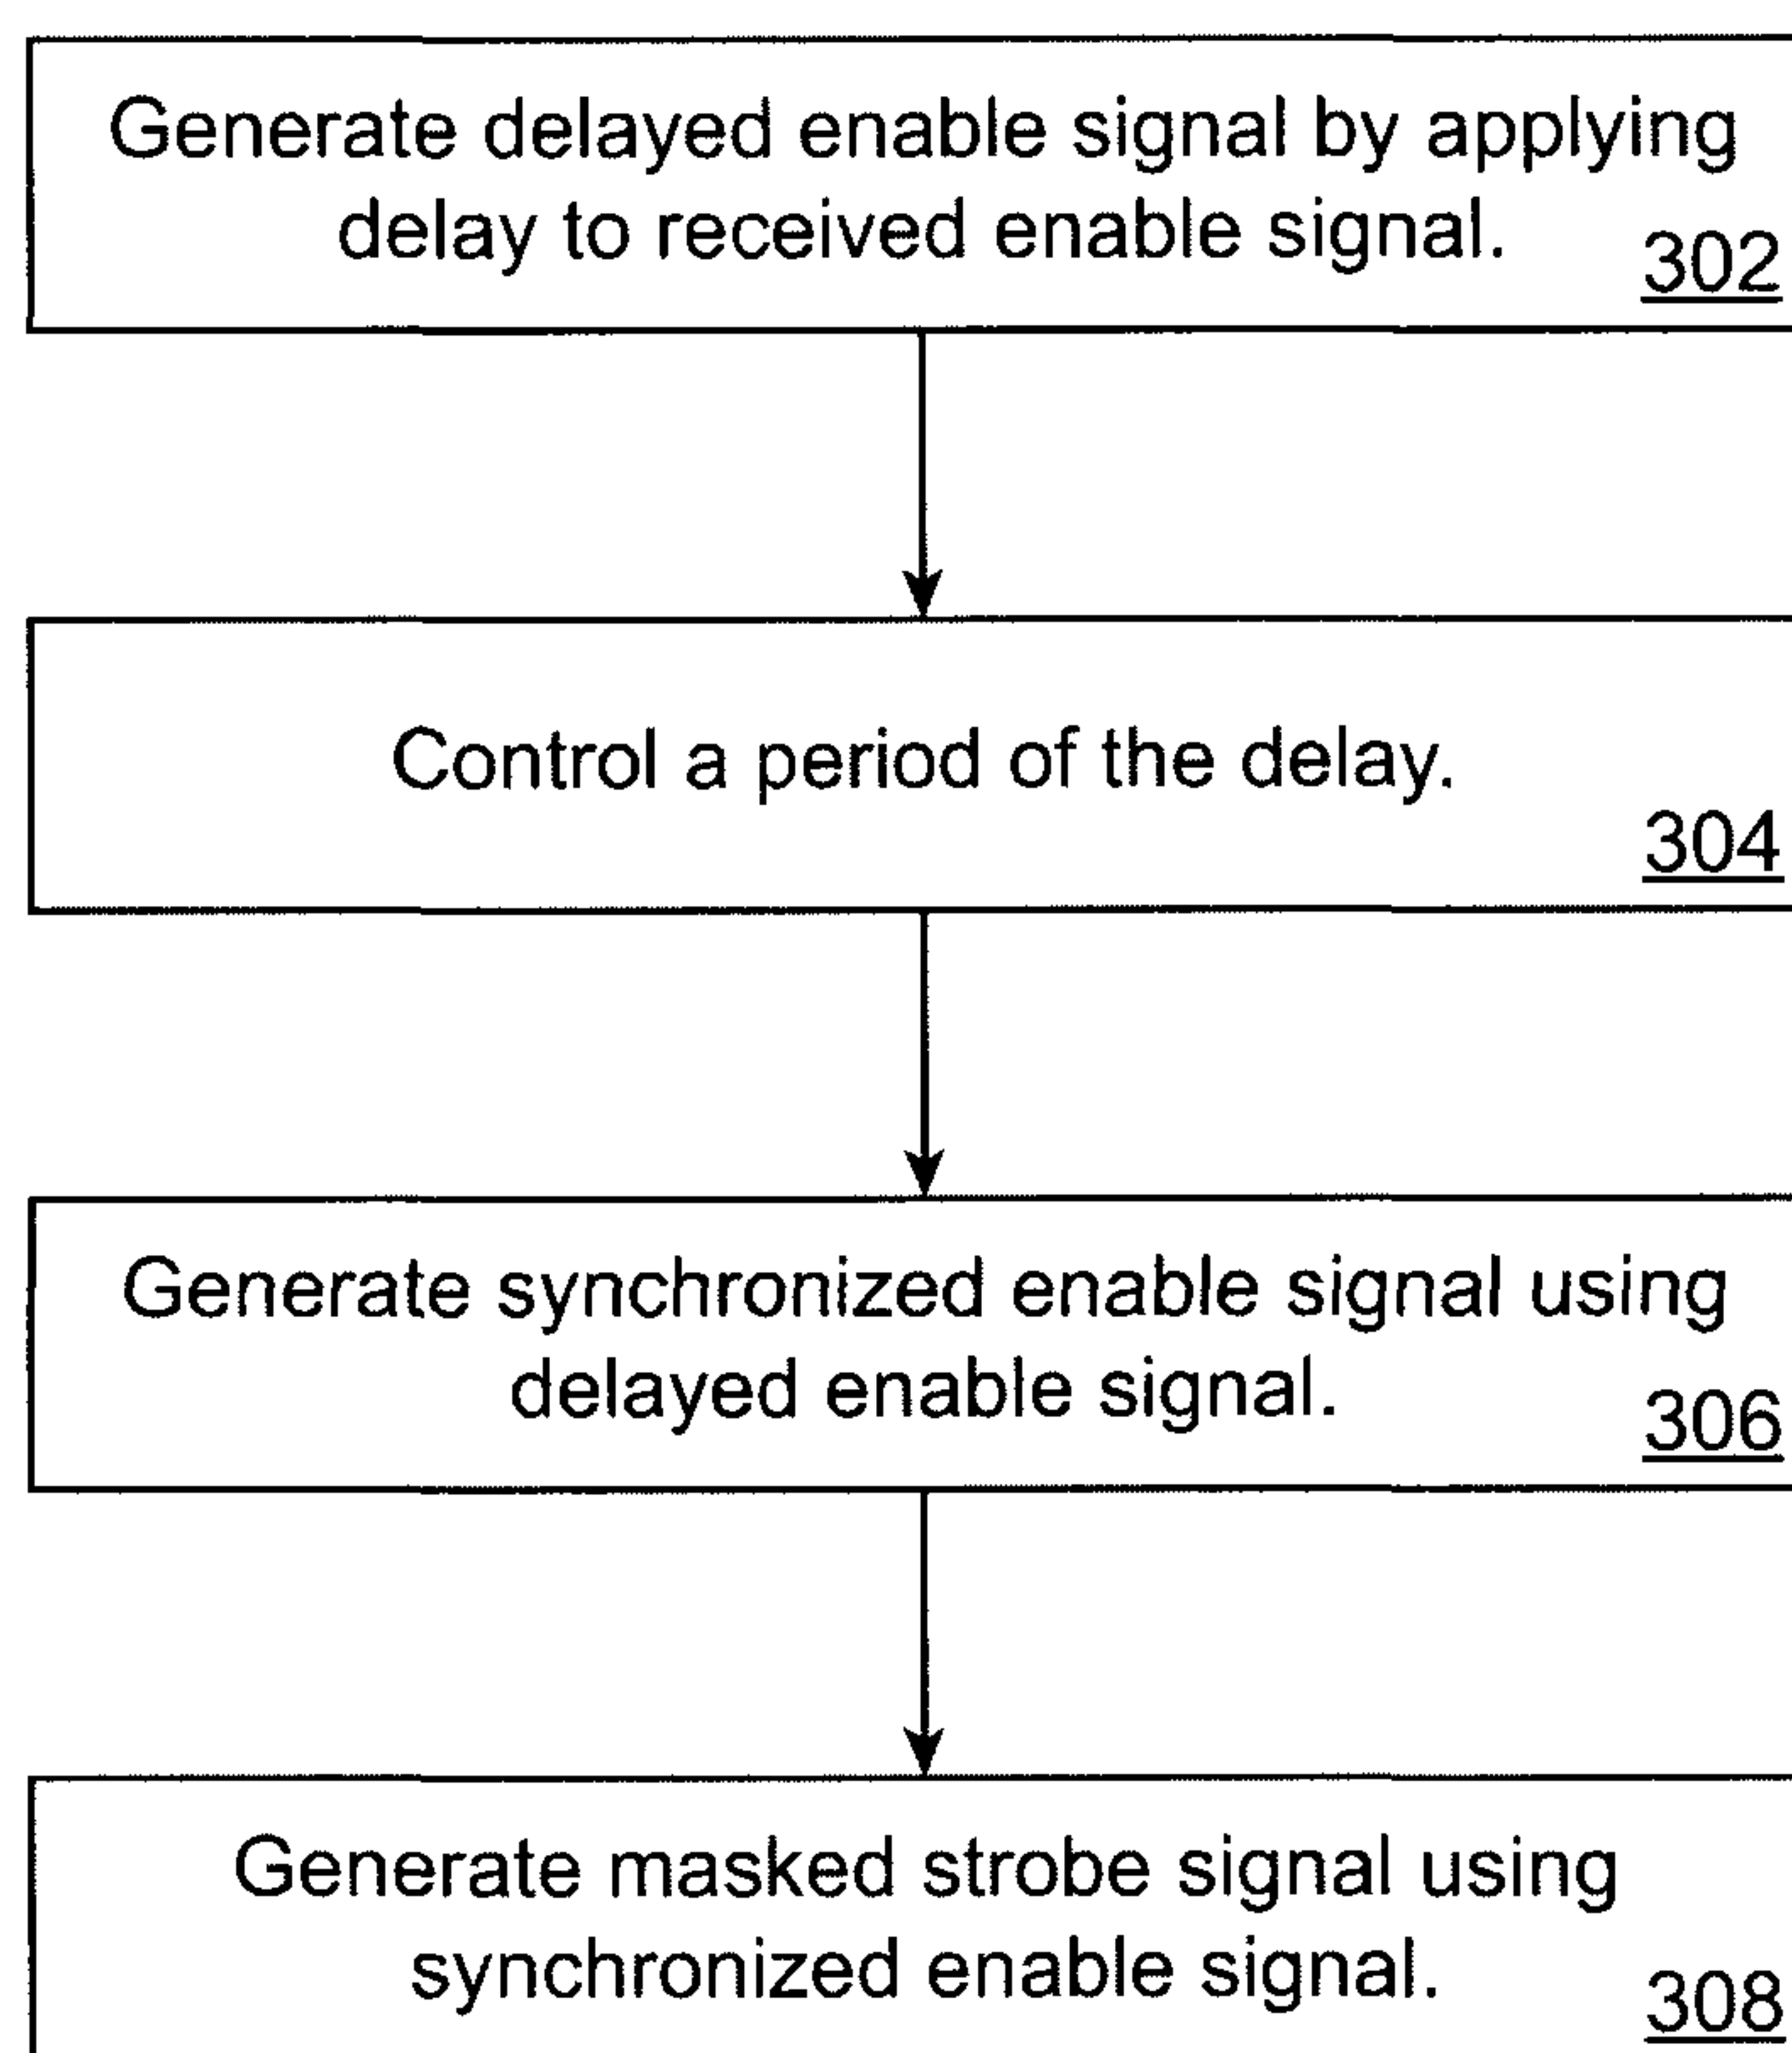 Generate delayed enable signal by applying
delay to received enable signal.
302
Control a period of the delay.
304
Generate synchronized enable signal using
delayed enable signal.
306
Generate masked strobe signal using
synchronized enable signal.
308